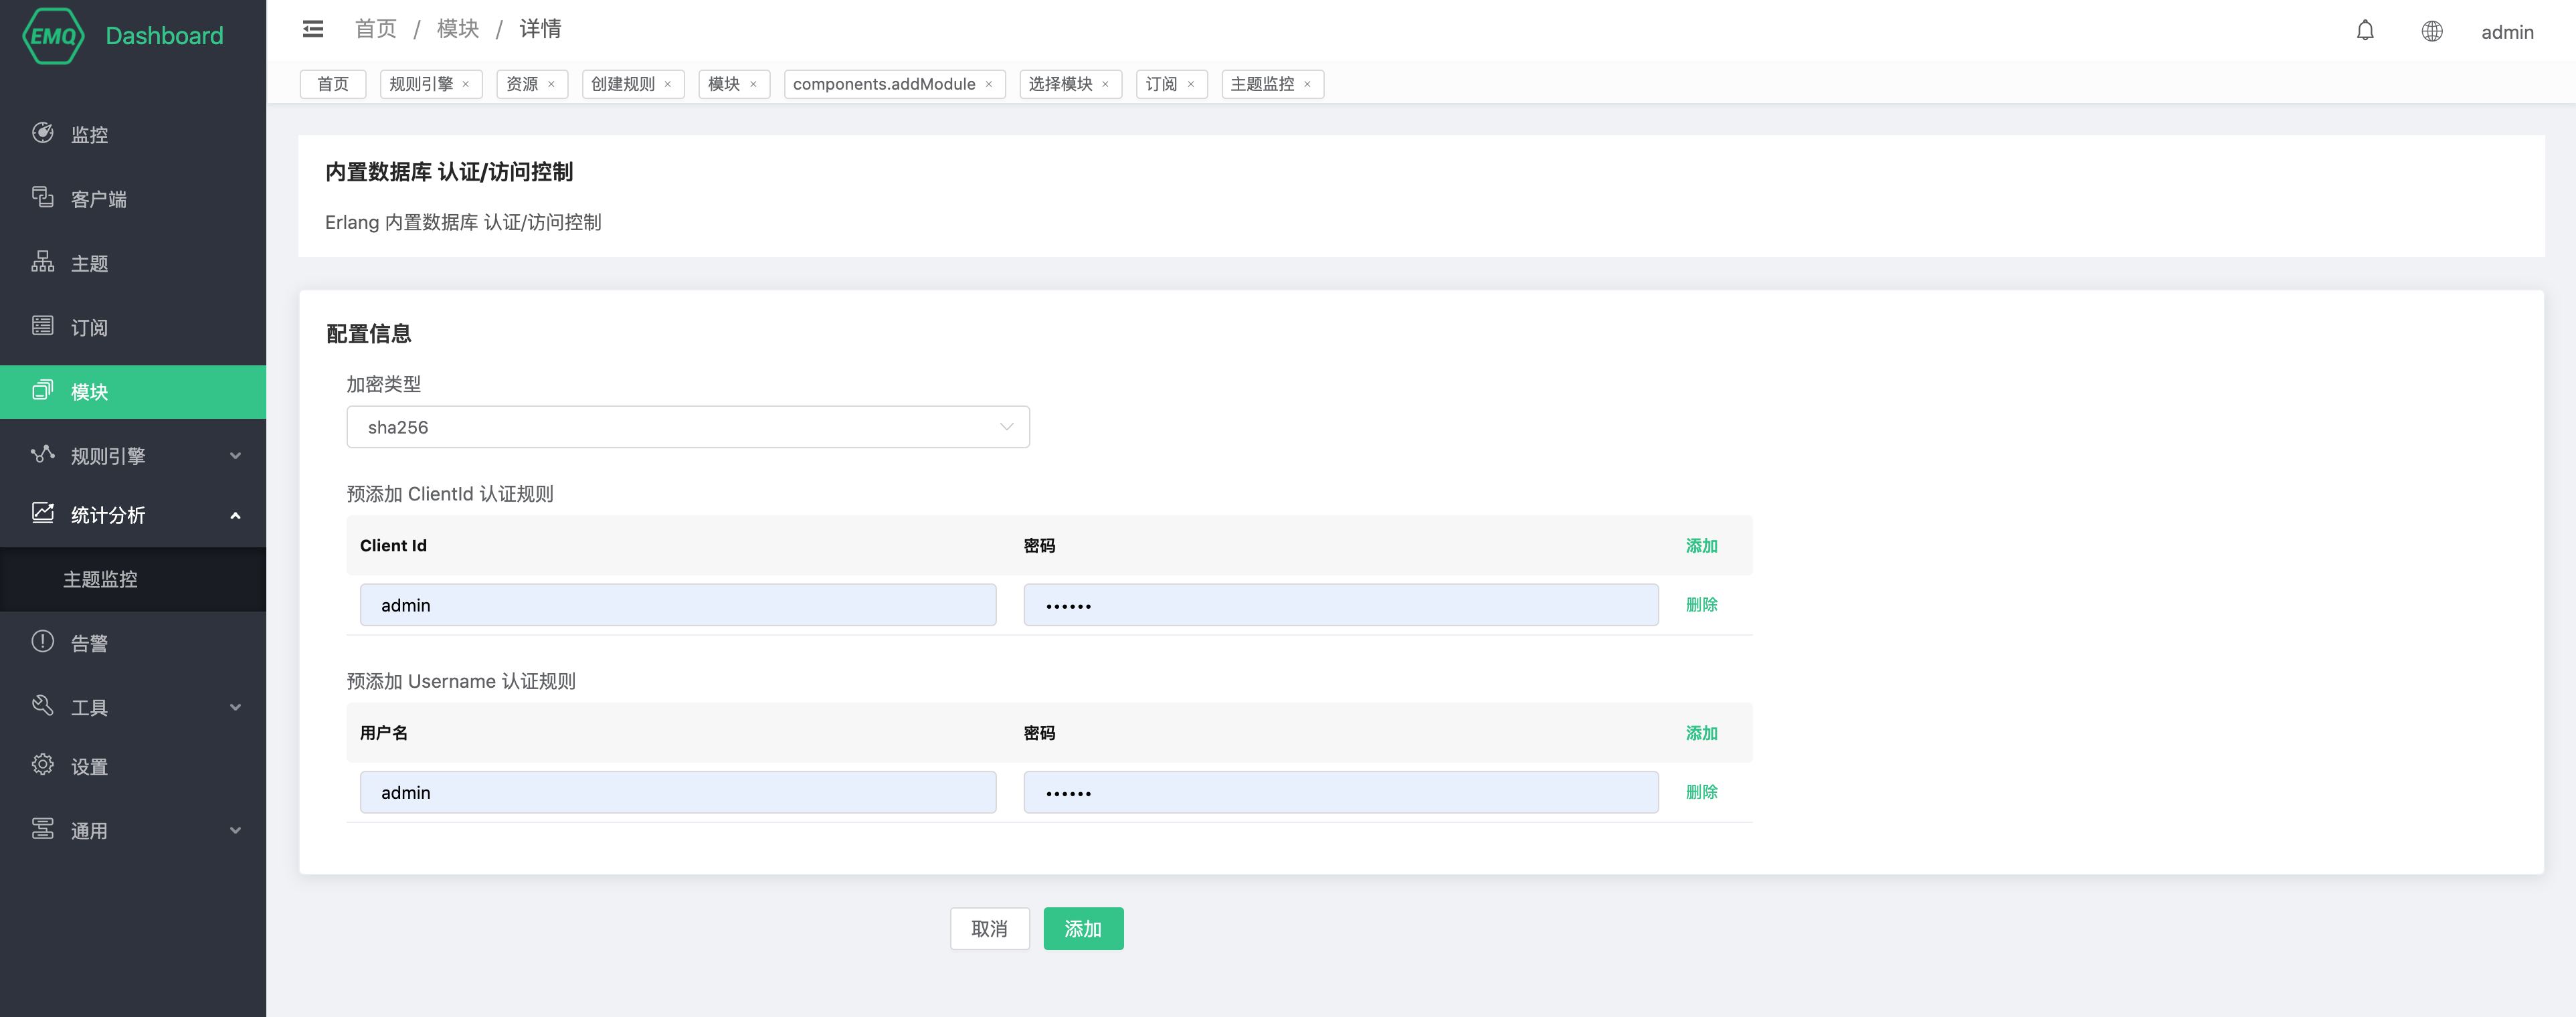 EMQ Dashboard
首页 / 模块 / 详情
admin
首页 规则引擎 × 资源 × 创建规则 × 模块 × components.addModule × 选择模块 × 订阅 × 主题监控 ×
监控
客户端
主题
订阅
模块
规则引擎
统计分析
主题监控
告警
工具
设置
通用
内置数据库 认证/访问控制
Erlang 内置数据库 认证/访问控制
配置信息
加密类型
sha256
预添加 ClientId 认证规则
Client Id 密码 添加
admin •••••• 删除
预添加 Username 认证规则
用户名 密码 添加
admin •••••• 删除
取消 添加